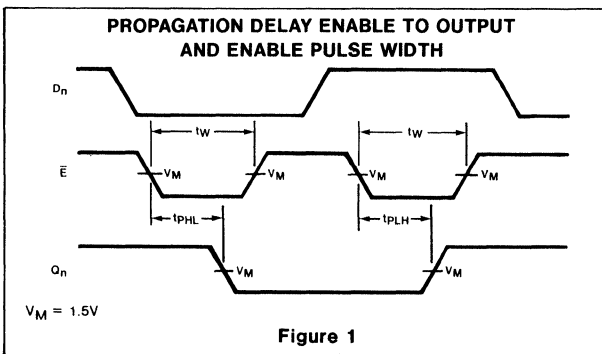 PROPAGATION DELAY ENABLE TO OUTPUT
AND ENABLE PULSE WIDTH
Dn
tW tW
E̅
VM VM VM VM
tPHL tPLH
Qn
VM VM
VM = 1.5V
Figure 1